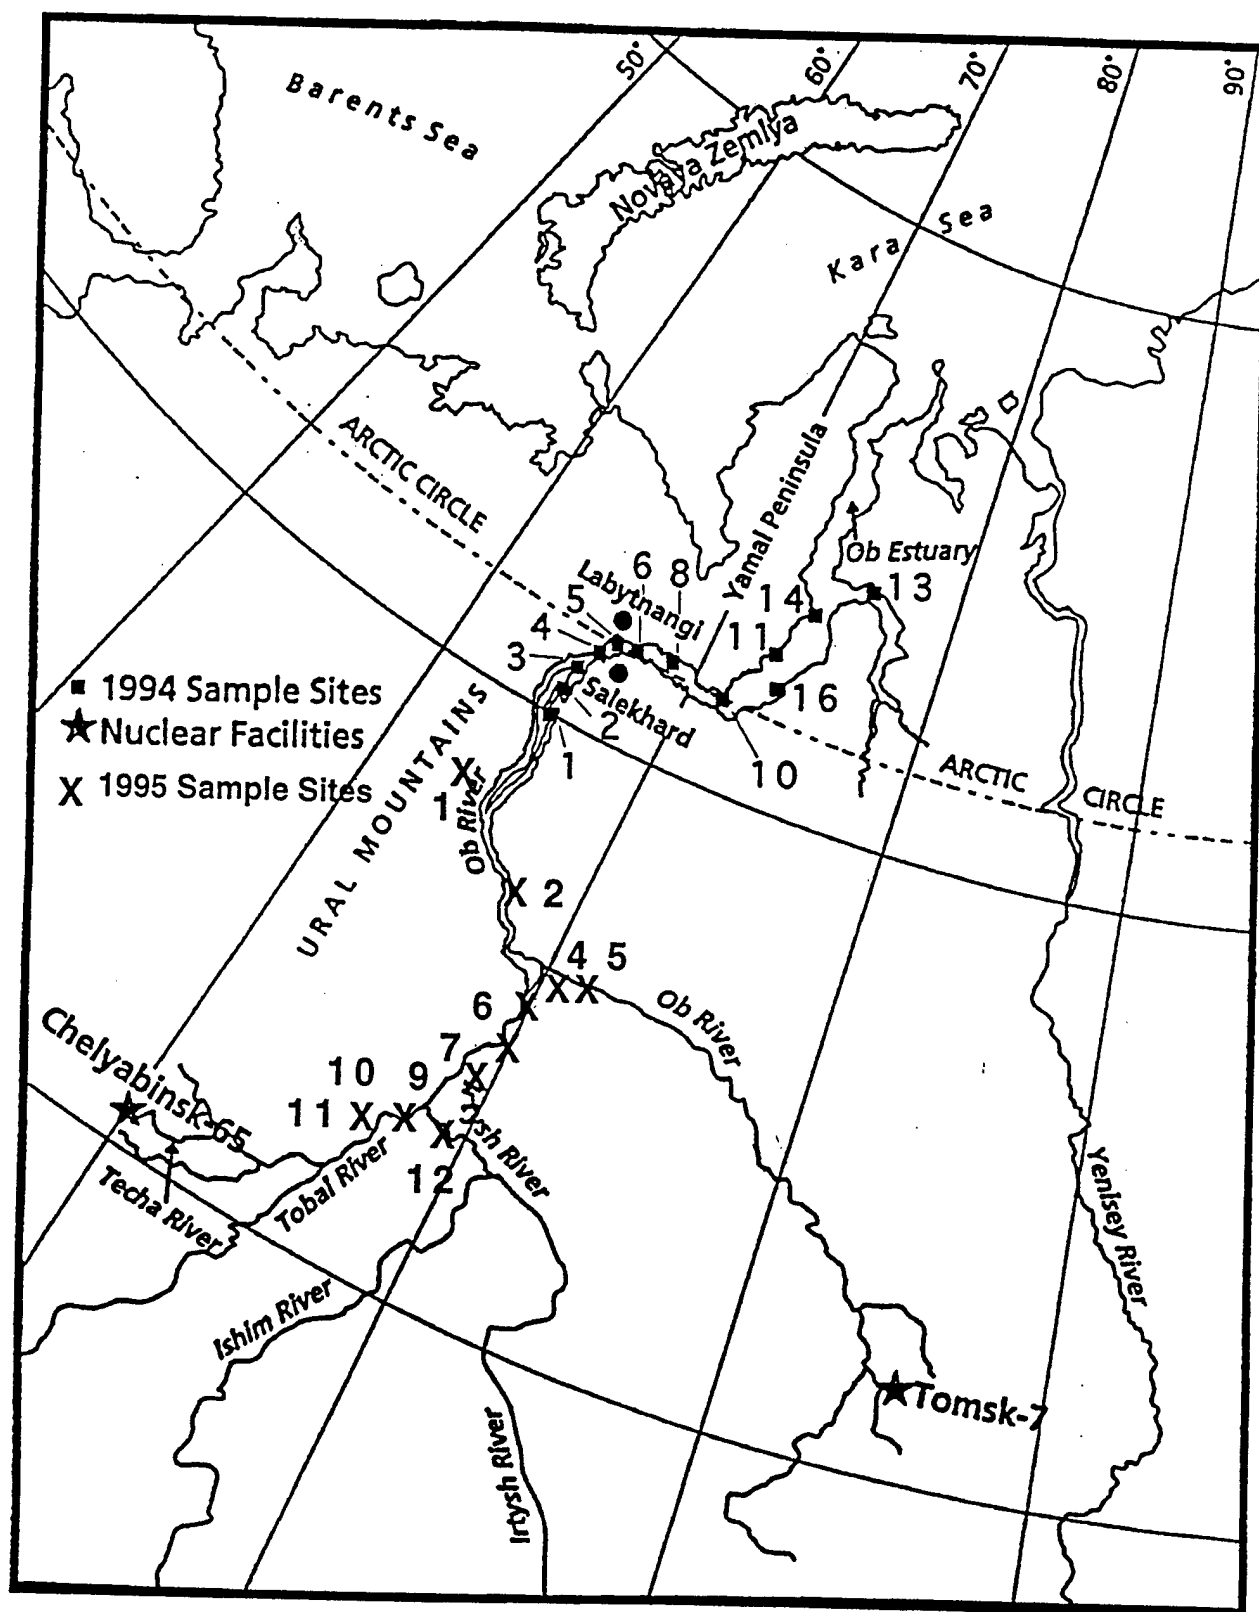 50°
60°
70°
80°
90°
Barents Sea
Novaya Zemlya
Kara Sea
ARCTIC CIRCLE
Yamal Peninsula
Ob Estuary
Labytnangi
6
8
5
4
3
14
13
11
16
Salekhard
2
1
10
■ 1994 Sample Sites
★ Nuclear Facilities
X 1995 Sample Sites
URAL MOUNTAINS
ARCTIC CIRCLE
X
1
Ob River
X 2
4 5
X X
6 X
Ob River
7 X
X
10 9
11 X X
X
12
Chelyabinsk-65
Techa River
Tobal River
Ishim River
Irtysh River
Yenisey River
Tomsk-7